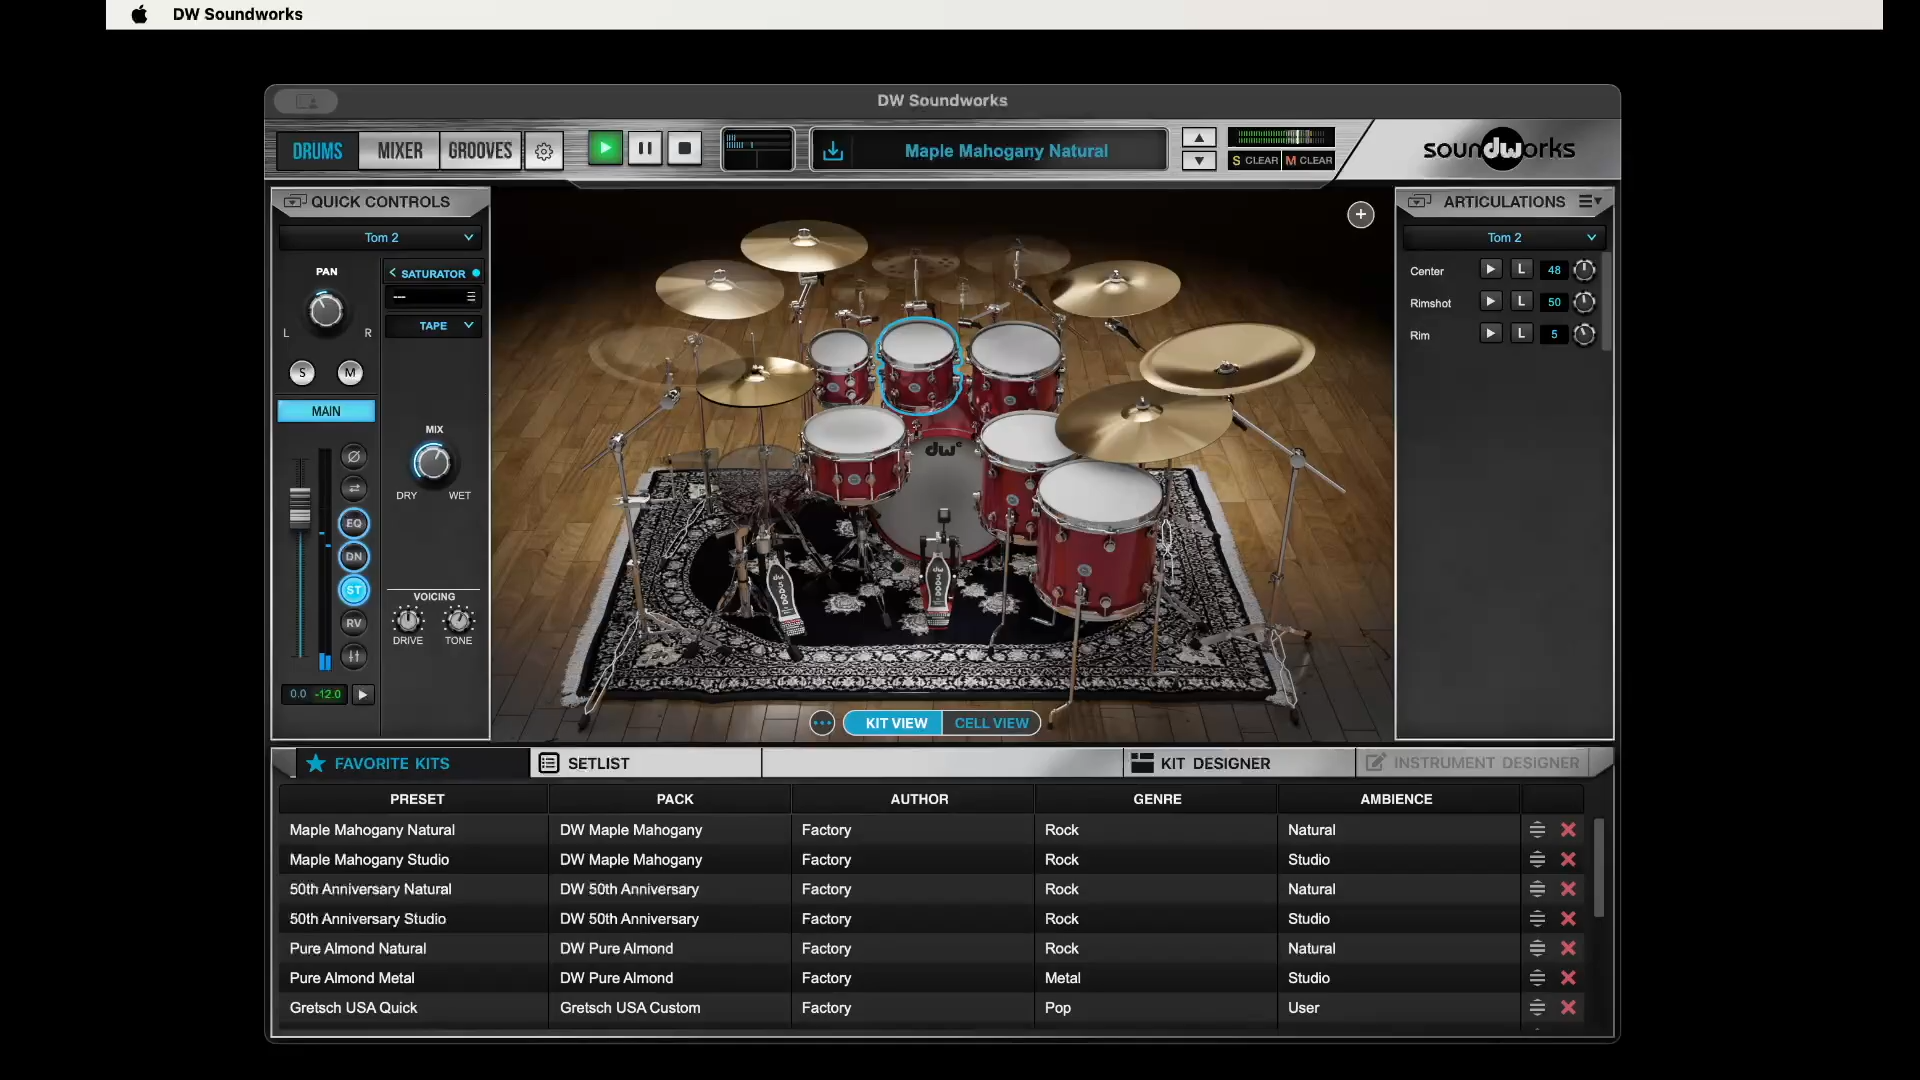 DW Soundworks
DW Soundworks
DRUMS MIXER GROOVES
Maple Mahogany Natural
S CLEAR M CLEAR
soundworks
QUICK CONTROLS
Tom 2
PAN
L R
S M
MAIN
EQ
DN
ST
RV
0.0 -12.0
SATURATOR
---
TAPE
MIX
DRY WET
VOICING
DRIVE TONE
dw
dw 5000
dw 5000
KIT VIEW CELL VIEW
ARTICULATIONS
Tom 2
Center L 48
Rimshot L 50
Rim L 5
FAVORITE KITS SETLIST KIT DESIGNER INSTRUMENT DESIGNER
PRESET PACK AUTHOR GENRE AMBIENCE
Maple Mahogany Natural DW Maple Mahogany Factory Rock Natural
Maple Mahogany Studio DW Maple Mahogany Factory Rock Studio
50th Anniversary Natural DW 50th Anniversary Factory Rock Natural
50th Anniversary Studio DW 50th Anniversary Factory Rock Studio
Pure Almond Natural DW Pure Almond Factory Rock Natural
Pure Almond Metal DW Pure Almond Factory Metal Studio
Gretsch USA Quick Gretsch USA Custom Factory Pop User